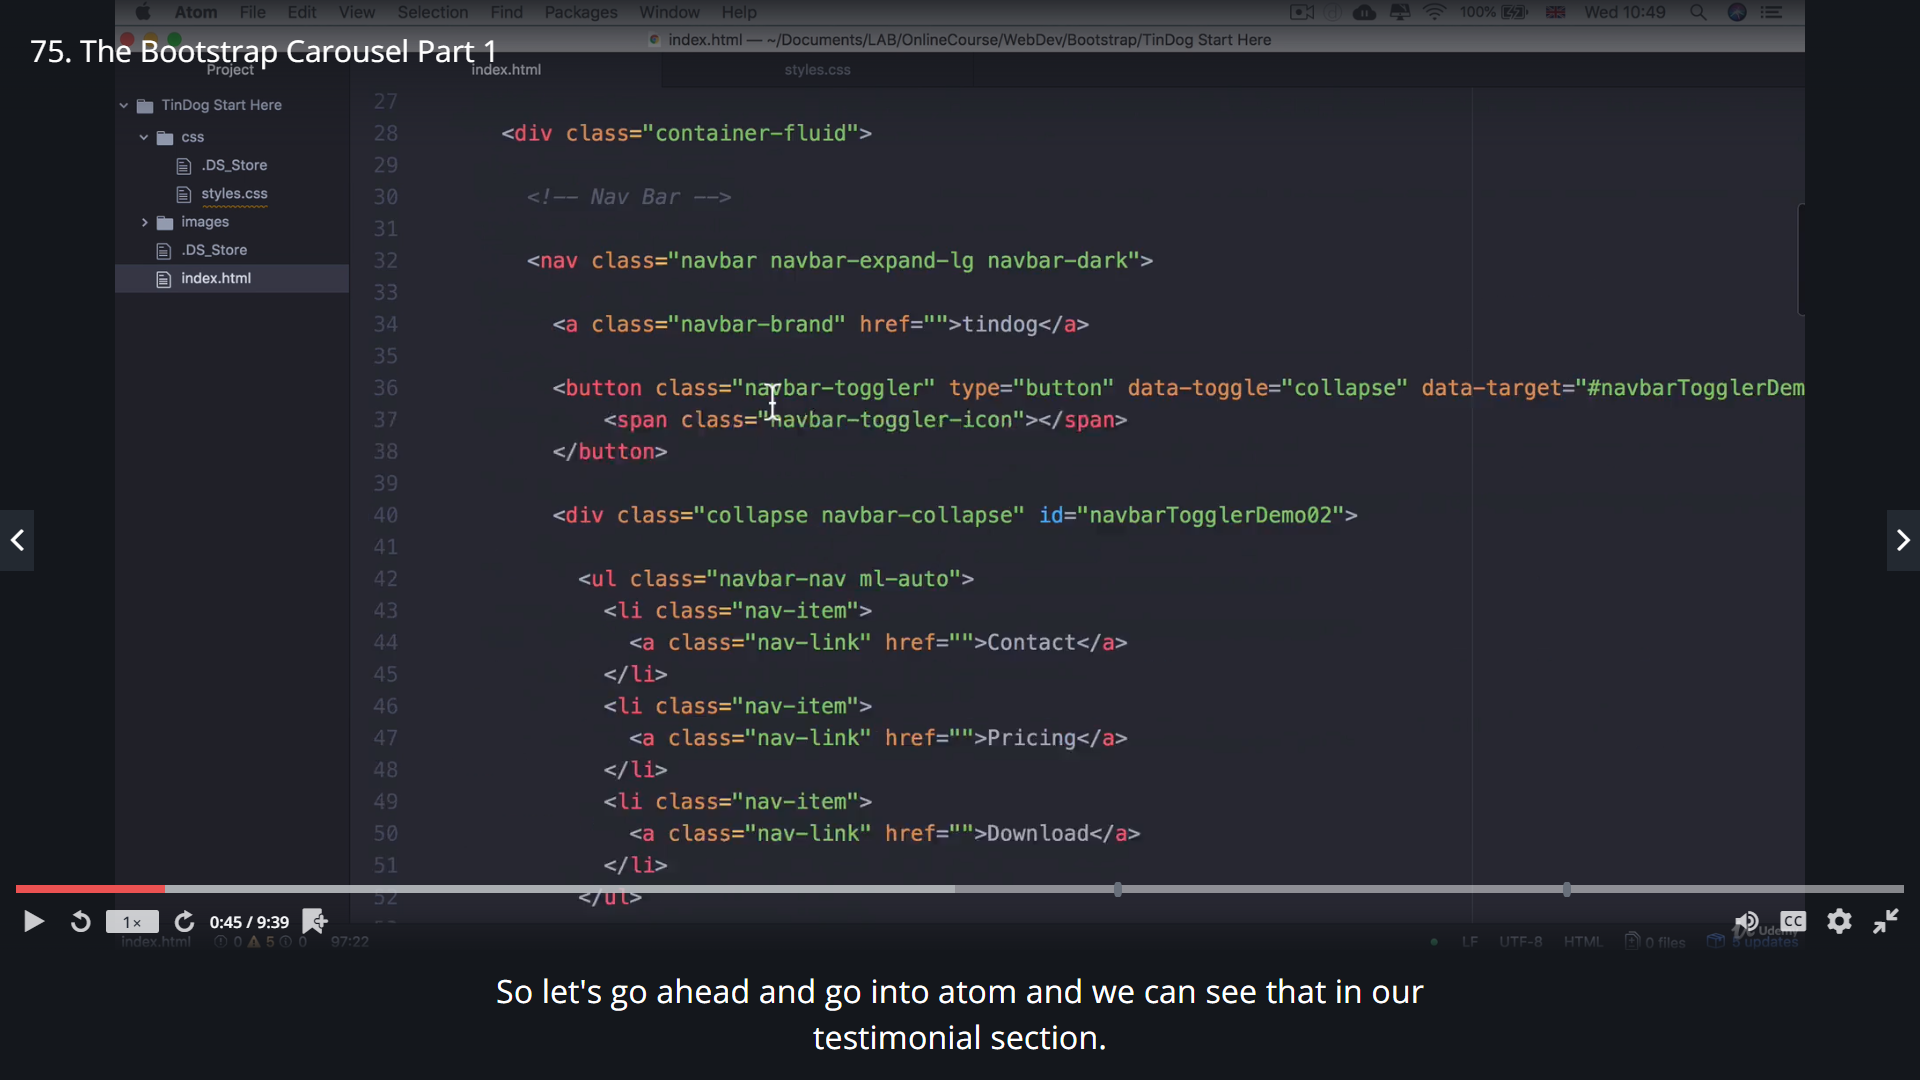 Atom File Edit View Selection Find Packages Window Help 100% Wed 10:49
75. The Bootstrap Carousel Part 1
index.html — ~/Documents/LAB/OnlineCourse/WebDev/Bootstrap/TinDog Start Here
Project
index.html styles.css
TinDog Start Here
css
.DS_Store
styles.css
images
.DS_Store
index.html
27
28 <div class="container-fluid">
29
30 <!-- Nav Bar -->
31
32 <nav class="navbar navbar-expand-lg navbar-dark">
33
34 <a class="navbar-brand" href="">tindog</a>
35
36 <button class="navbar-toggler" type="button" data-toggle="collapse" data-target="#navbarTogglerDem
37 <span class="navbar-toggler-icon"></span>
38 </button>
39
40 <div class="collapse navbar-collapse" id="navbarTogglerDemo02">
41
42 <ul class="navbar-nav ml-auto">
43 <li class="nav-item">
44 <a class="nav-link" href="">Contact</a>
45 </li>
46 <li class="nav-item">
47 <a class="nav-link" href="">Pricing</a>
48 </li>
49 <li class="nav-item">
50 <a class="nav-link" href="">Download</a>
51 </li>
52 </ul>
1× 0:45 / 9:39 CC
Udemy
index.html 0 5 0 97:22 LF UTF-8 HTML 0 files 5 updates
So let's go ahead and go into atom and we can see that in our
testimonial section.